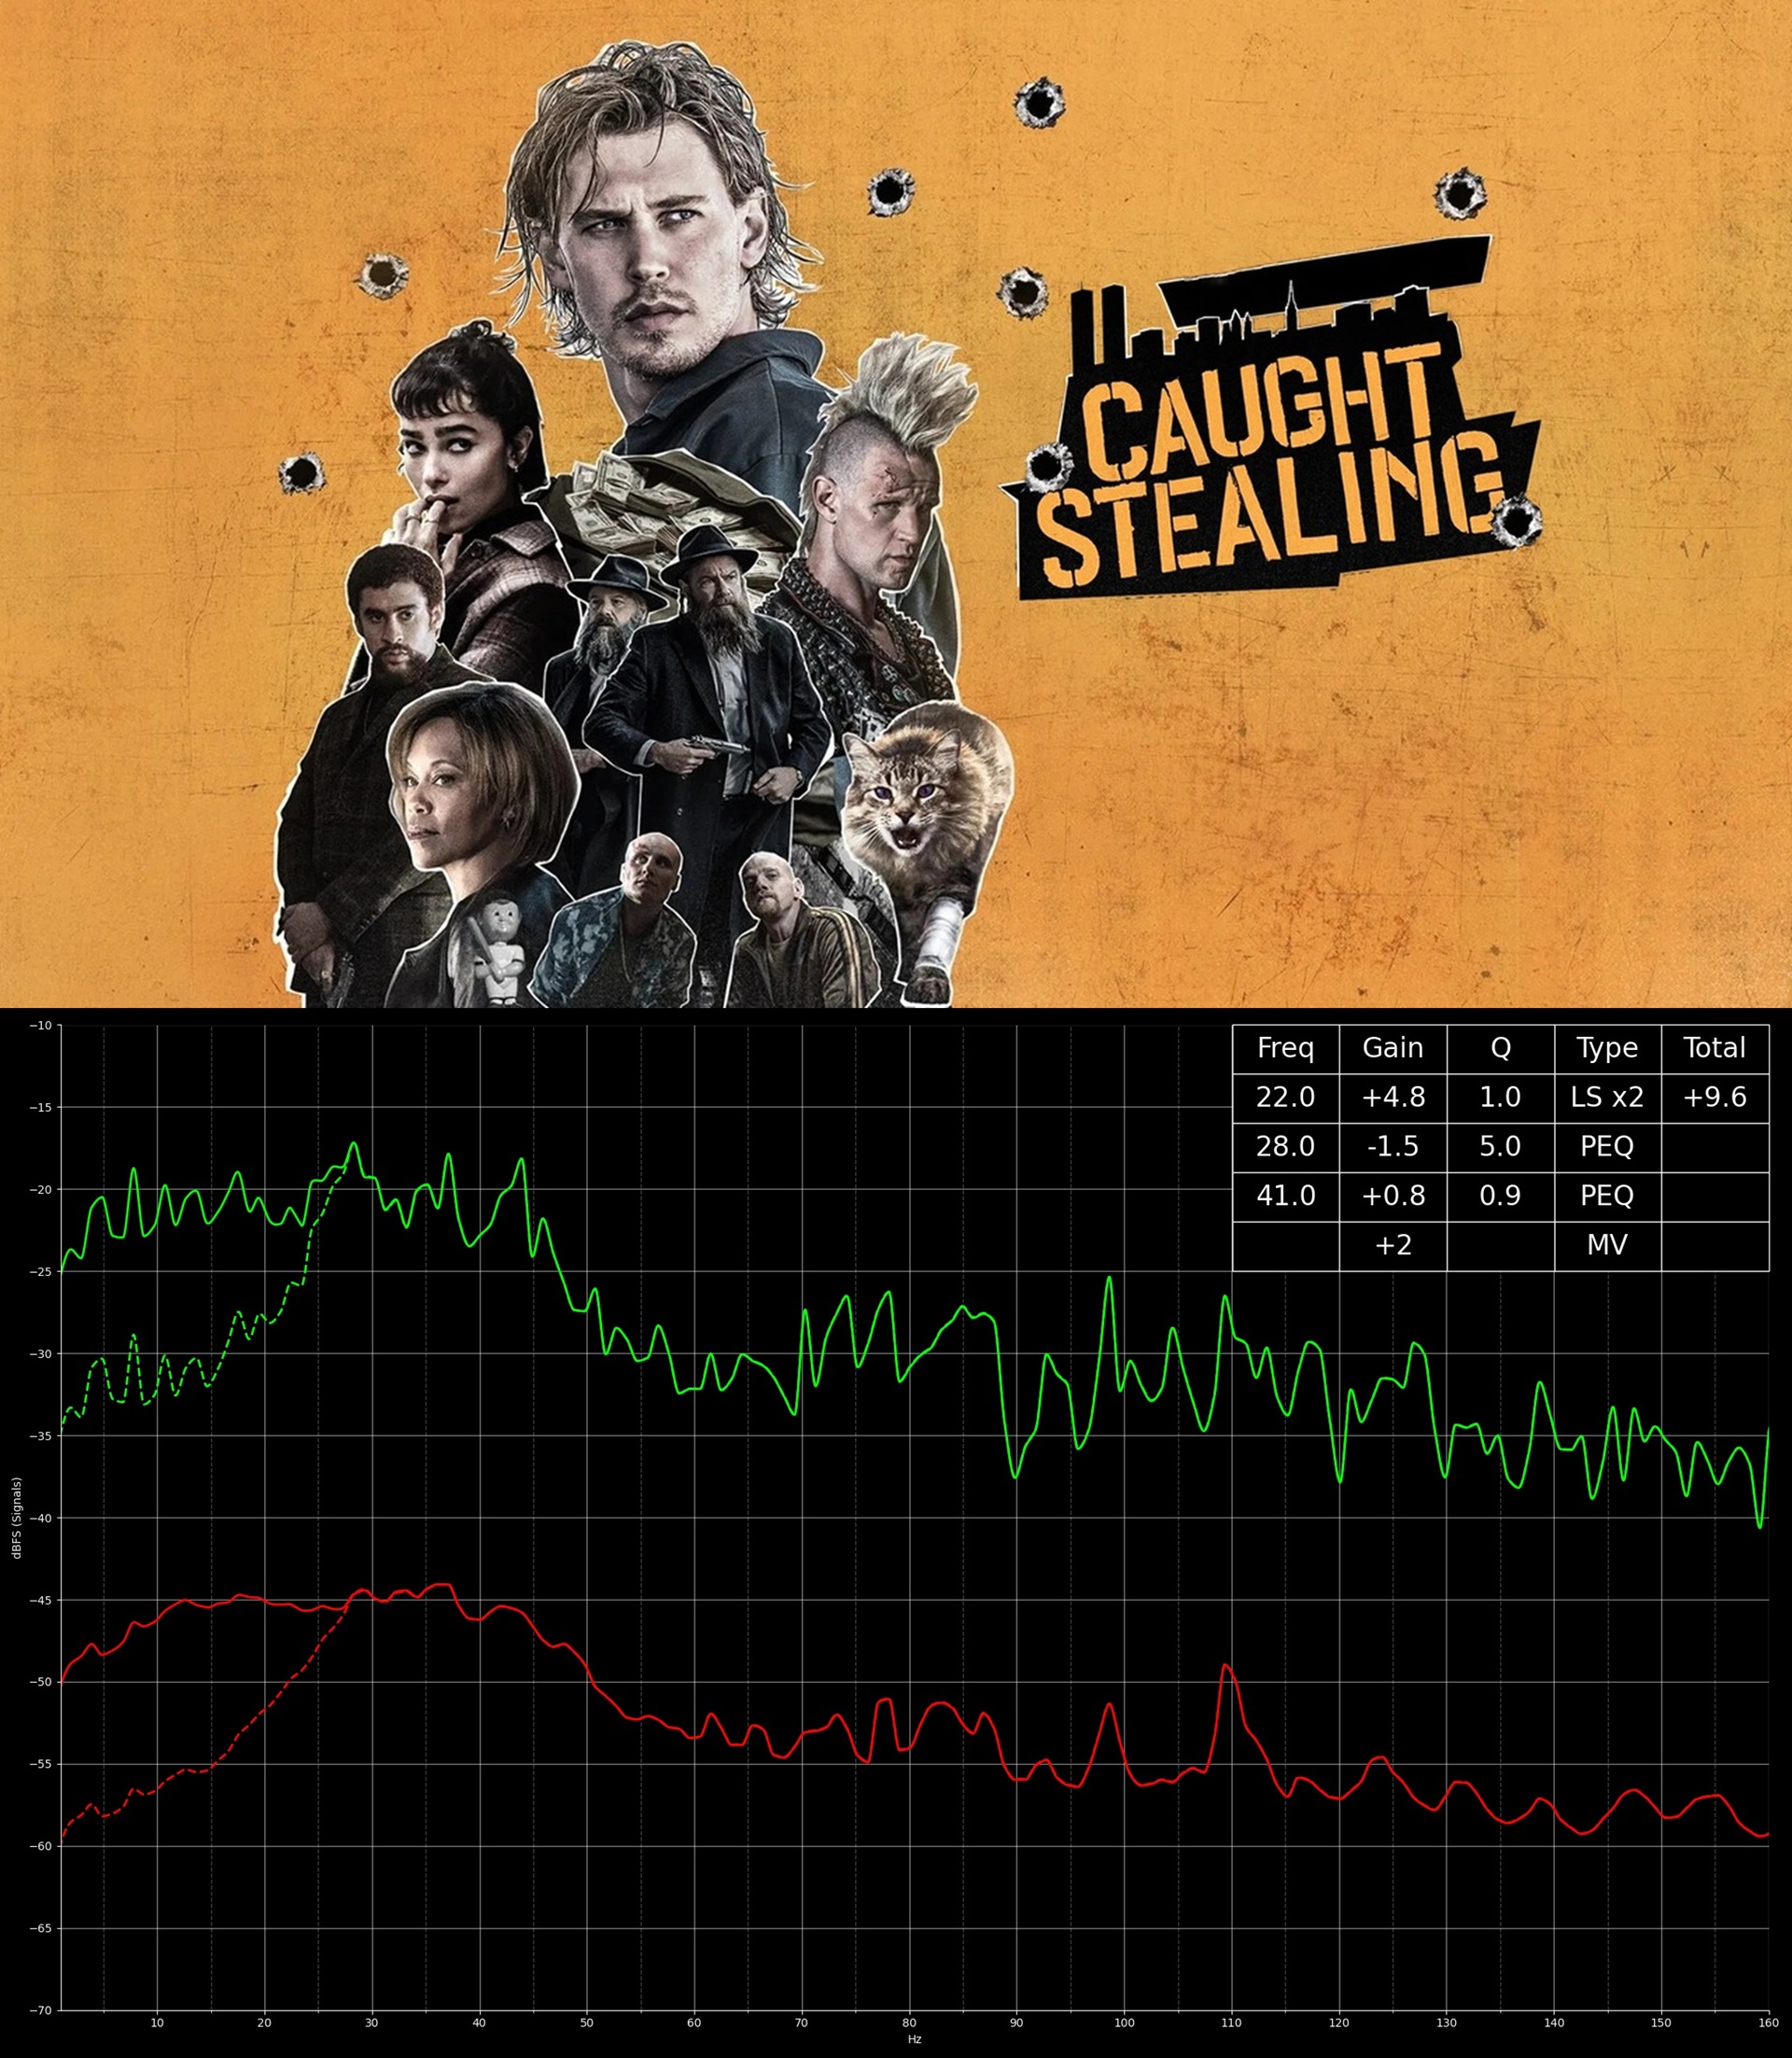 CAUGHT
STEALING
Freq Gain Q Type Total
22.0 +4.8 1.0 LS x2 +9.6
28.0 -1.5 5.0 PEQ
41.0 +0.8 0.9 PEQ
+2 MV
−10
−15
−20
−25
−30
−35
−40
−45
−50
−55
−60
−65
−70
dBFS (Signals)
10 20 30 40 50 60 70 80 90 100 110 120 130 140 150 160
Hz